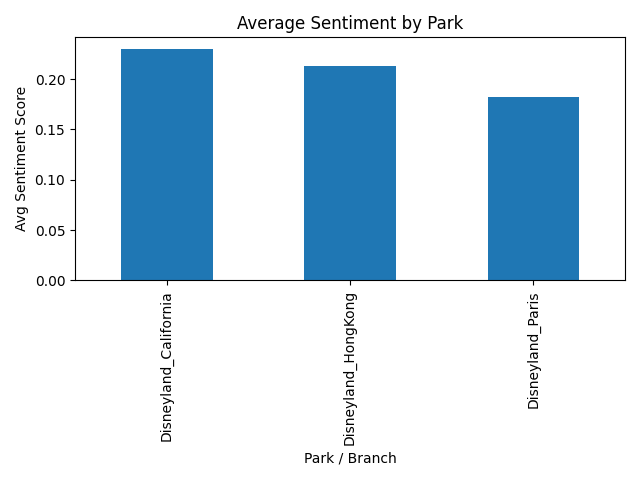 Average Sentiment by Park
Avg Sentiment Score
0.20
0.15
0.10
0.05
0.00
Disneyland_California
Disneyland_HongKong
Disneyland_Paris
Park / Branch